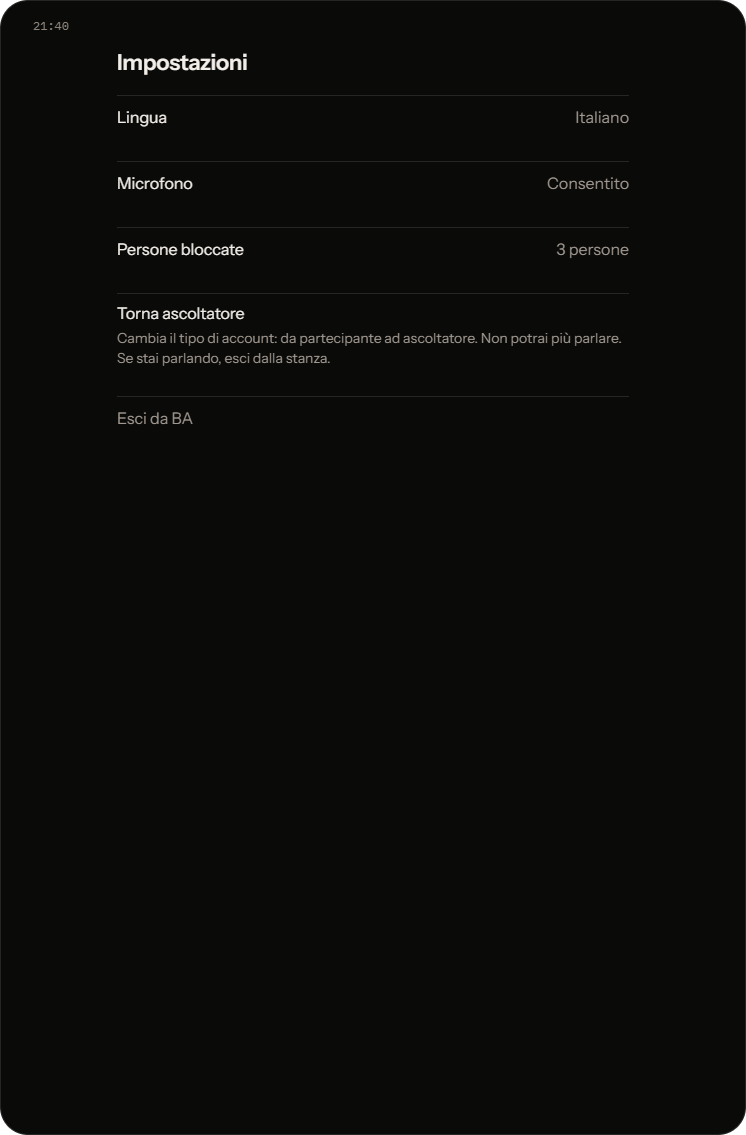 21:40
Impostazioni
Lingua
Italiano
Microfono
Consentito
Persone bloccate
3 persone
Torna ascoltatore
Cambia il tipo di account: da partecipante ad ascoltatore. Non potrai più parlare.
Se stai parlando, esci dalla stanza.
Esci da BA